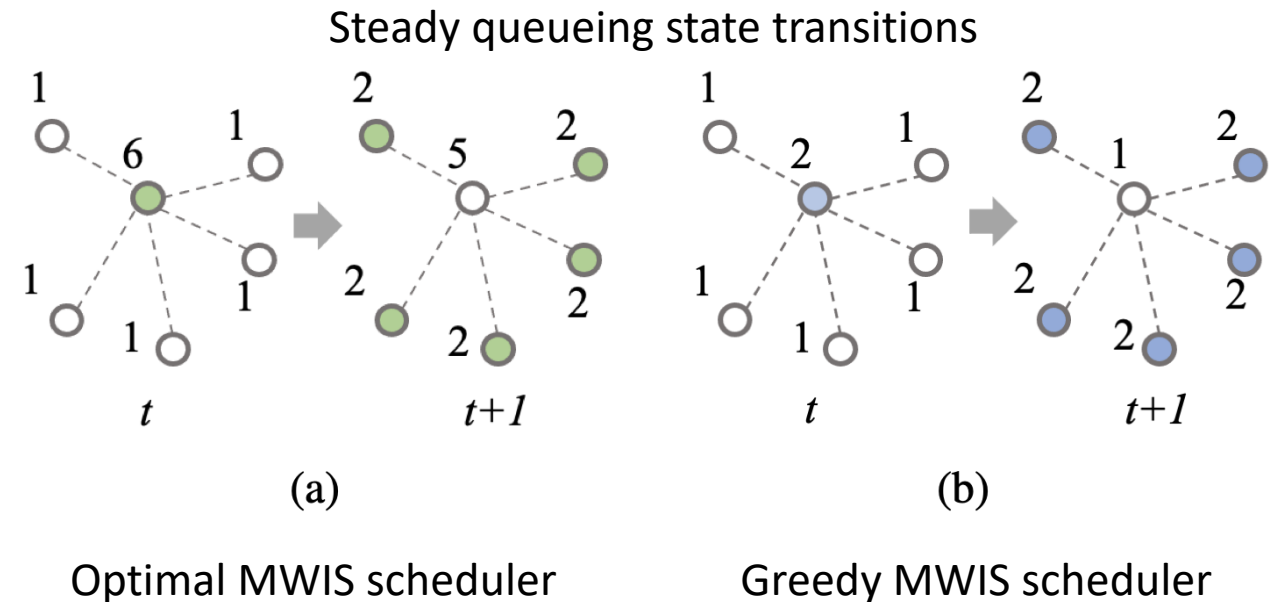 Steady queueing state transitions
1 2 1 2
6 1 5 2 2 1 1 2
1 1 2 2 1 1 2 2
1 2 1 2
t t+1 t t+1
(a) (b)
Optimal MWIS scheduler Greedy MWIS scheduler